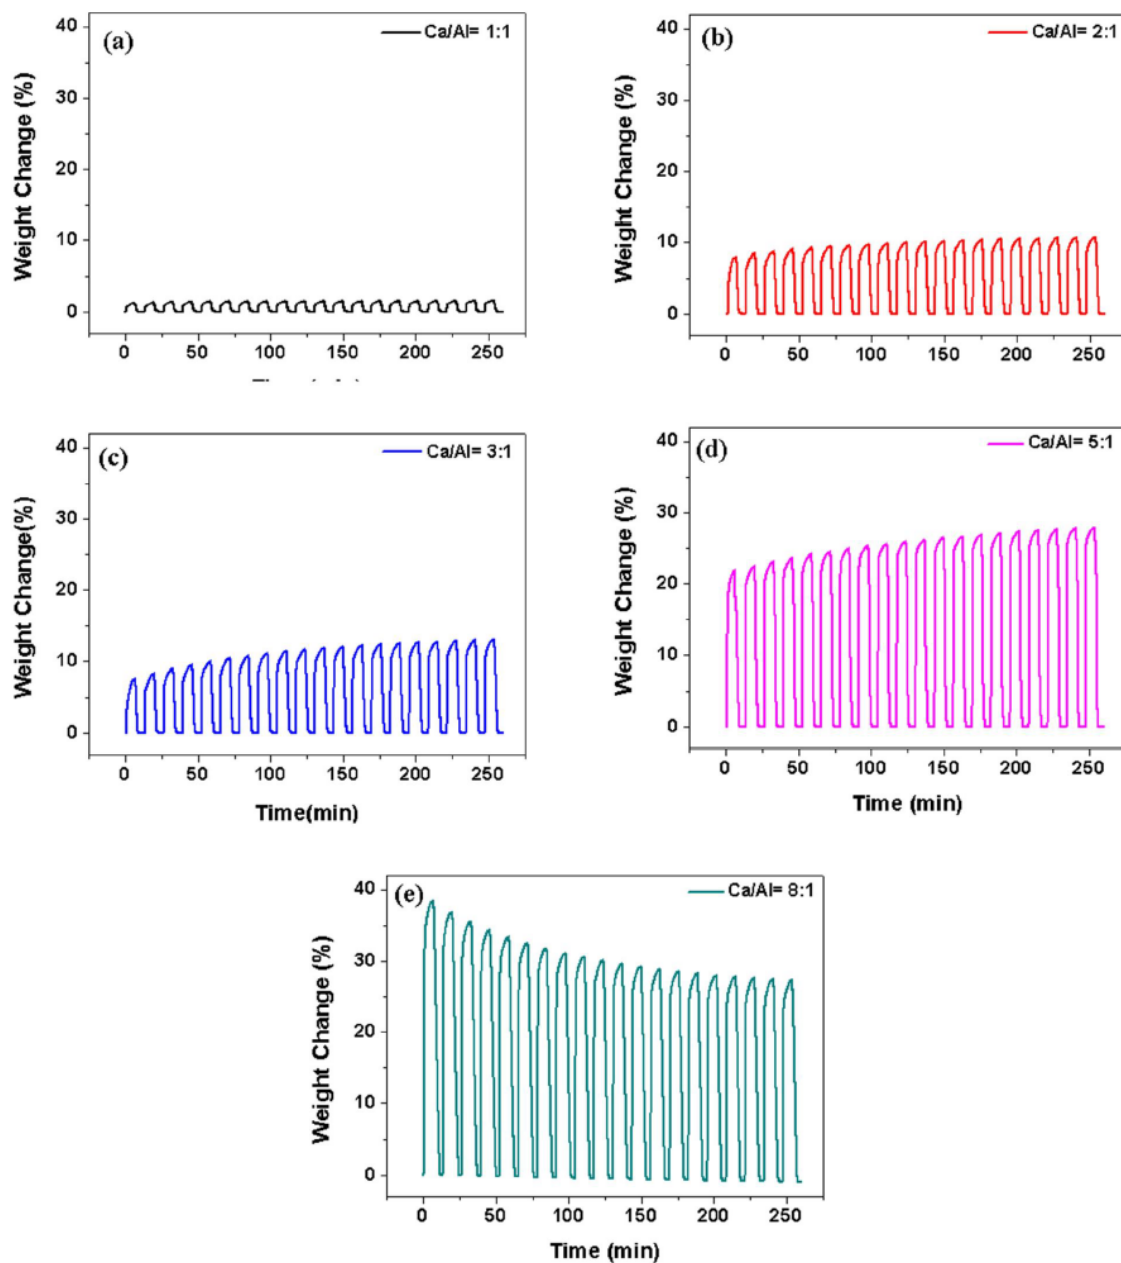 (a)
Ca/Al= 1:1
Weight Change (%)
40
30
20
10
0
0 50 100 150 200 250
(b)
Ca/Al= 2:1
Weight Change (%)
40
30
20
10
0
0 50 100 150 200 250
(c)
Ca/Al= 3:1
Weight Change(%)
40
30
20
10
0
0 50 100 150 200 250
Time(min)
(d)
Ca/Al= 5:1
Weight Change (%)
40
30
20
10
0
0 50 100 150 200 250
Time (min)
(e)
Ca/Al= 8:1
Weight Change (%)
40
30
20
10
0
0 50 100 150 200 250
Time (min)